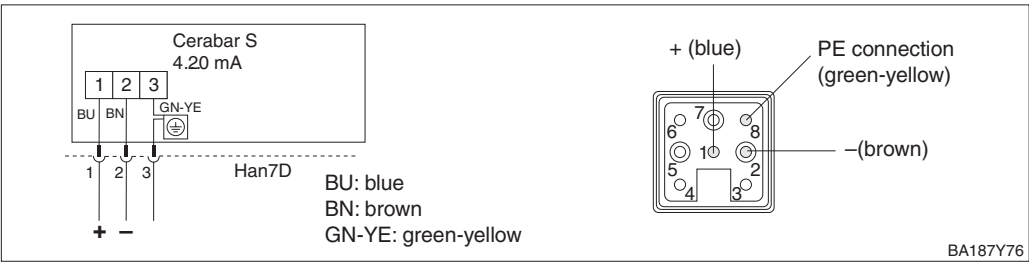 Cerabar S
4...20 mA
1 2 3
BU BN GN-YE
1 2 3 Han7D
+ –
BU: blue
BN: brown
GN-YE: green-yellow
+ (blue)
PE connection
(green-yellow)
7
6 8
1
–(brown)
5 2
4 3
BA187Y76